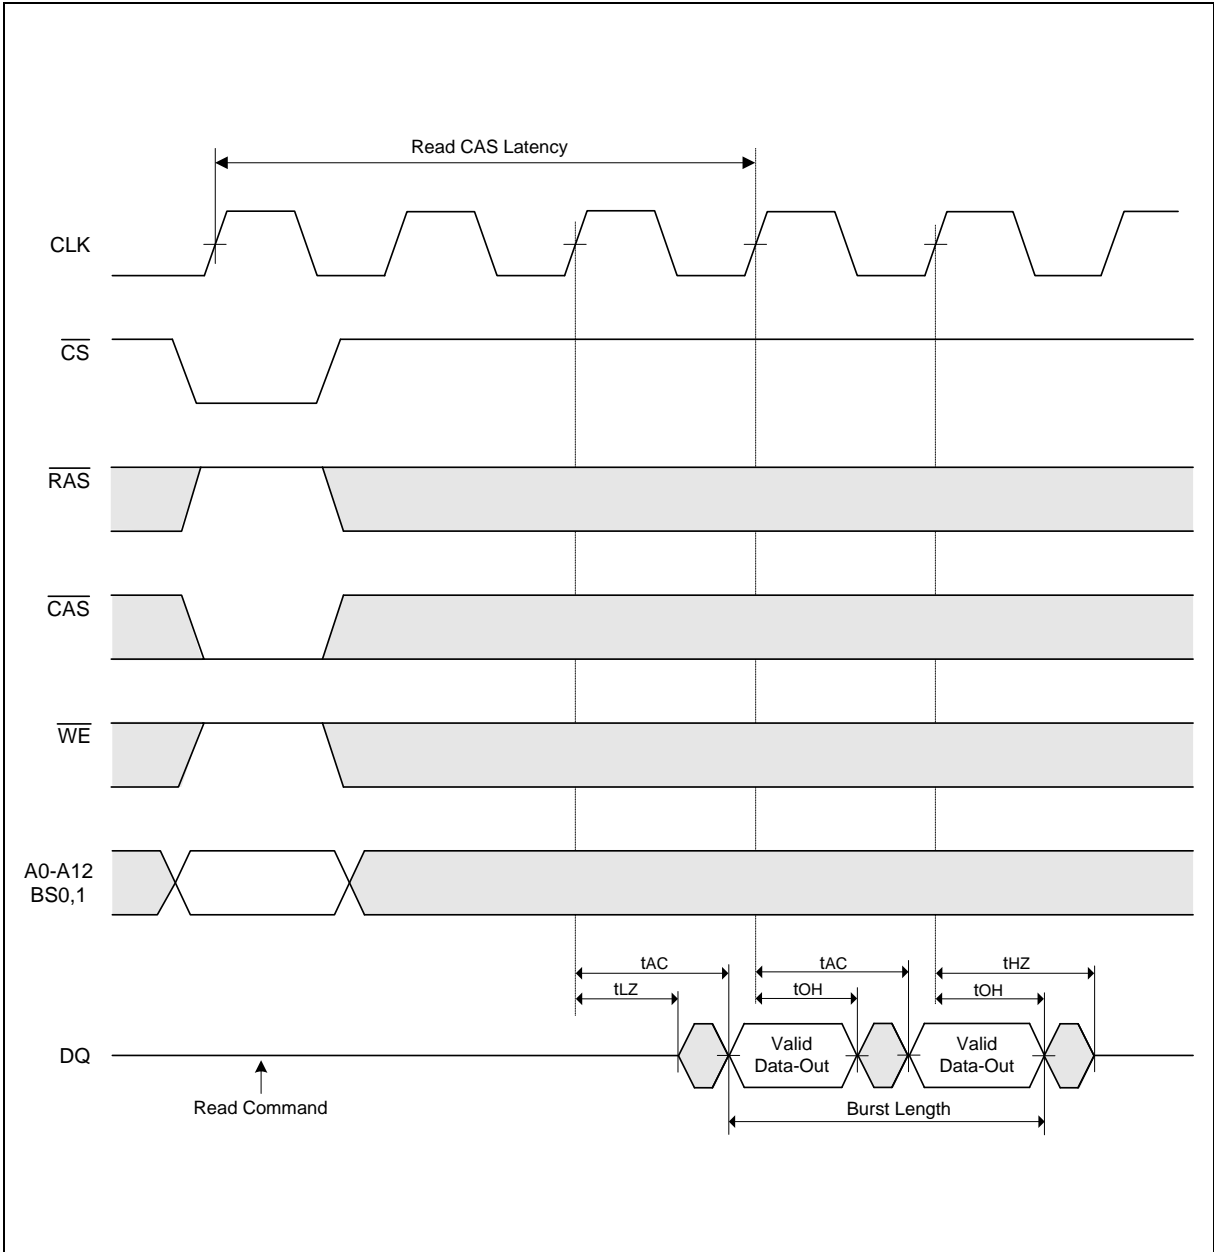 Read CAS Latency
CLK
CS
RAS
CAS
WE
A0-A12
BS0,1
tAC
tAC
tHZ
tLZ
tOH
tOH
DQ
Valid
Data-Out
Valid
Data-Out
Read Command
Burst Length